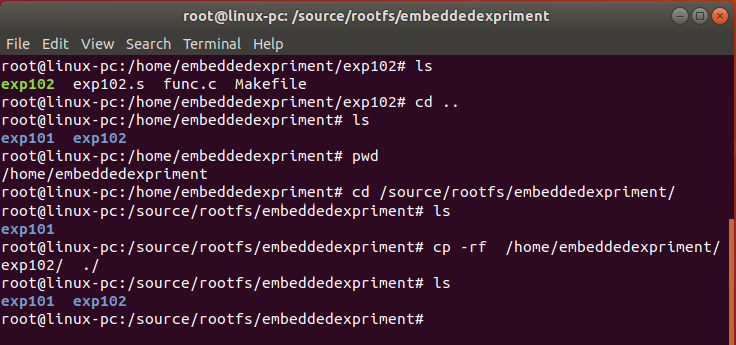 root@linux-pc: /source/rootfs/embeddedexpriment
File Edit View Search Terminal Help
root@linux-pc:/home/embeddedexpriment/exp102# ls
exp102  exp102.s  func.c  Makefile
root@linux-pc:/home/embeddedexpriment/exp102# cd ..
root@linux-pc:/home/embeddedexpriment# ls
exp101  exp102
root@linux-pc:/home/embeddedexpriment# pwd
/home/embeddedexpriment
root@linux-pc:/home/embeddedexpriment# cd /source/rootfs/embeddedexpriment/
root@linux-pc:/source/rootfs/embeddedexpriment# ls
exp101
root@linux-pc:/source/rootfs/embeddedexpriment# cp -rf  /home/embeddedexpriment/
exp102/  ./
root@linux-pc:/source/rootfs/embeddedexpriment# ls
exp101  exp102
root@linux-pc:/source/rootfs/embeddedexpriment#